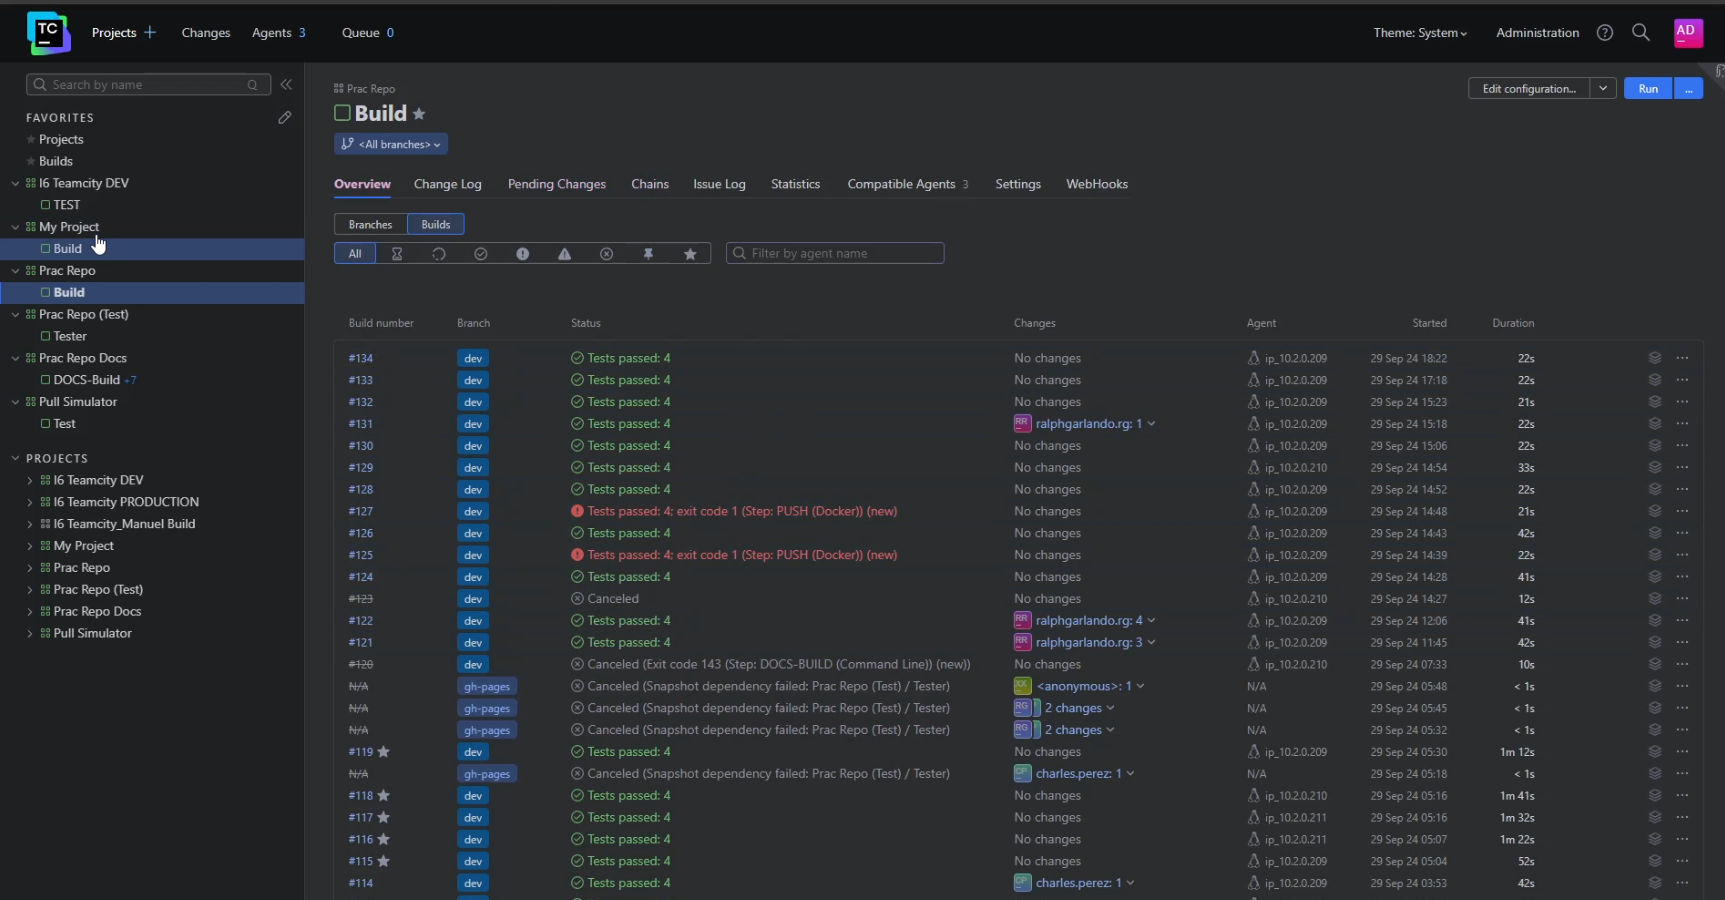 TC Projects + Changes Agents 3 Queue 0 Theme: System Administration ? AD
Search by name Q
FAVORITES
Projects
Builds
I6 Teamcity DEV
TEST
My Project
Build
Prac Repo
Build
Prac Repo (Test)
Tester
Prac Repo Docs
DOCS-Build +7
Pull Simulator
Test
PROJECTS
I6 Teamcity DEV
I6 Teamcity PRODUCTION
I6 Teamcity_Manuel Build
My Project
Prac Repo
Prac Repo (Test)
Prac Repo Docs
Pull Simulator
Prac Repo
Build
<All branches>
Edit configuration... Run ...
Overview Change Log Pending Changes Chains Issue Log Statistics Compatible Agents 3 Settings WebHooks
Branches Builds
All Filter by agent name
Build number Branch Status Changes Agent Started Duration
#134 dev Tests passed: 4 No changes ip_10.2.0.209 29 Sep 24 18:22 22s
#133 dev Tests passed: 4 No changes ip_10.2.0.209 29 Sep 24 17:18 22s
#132 dev Tests passed: 4 No changes ip_10.2.0.209 29 Sep 24 15:23 21s
#131 dev Tests passed: 4 RR ralphgarlando.rg: 1 ip_10.2.0.209 29 Sep 24 15:18 22s
#130 dev Tests passed: 4 No changes ip_10.2.0.209 29 Sep 24 15:06 22s
#129 dev Tests passed: 4 No changes ip_10.2.0.210 29 Sep 24 14:54 33s
#128 dev Tests passed: 4 No changes ip_10.2.0.209 29 Sep 24 14:52 22s
#127 dev Tests passed: 4; exit code 1 (Step: PUSH (Docker)) (new) No changes ip_10.2.0.209 29 Sep 24 14:48 21s
#126 dev Tests passed: 4 No changes ip_10.2.0.209 29 Sep 24 14:43 42s
#125 dev Tests passed: 4; exit code 1 (Step: PUSH (Docker)) (new) No changes ip_10.2.0.209 29 Sep 24 14:39 22s
#124 dev Tests passed: 4 No changes ip_10.2.0.209 29 Sep 24 14:28 41s
#123 dev Canceled No changes ip_10.2.0.209 29 Sep 24 14:27 12s
#122 dev Tests passed: 4 RR ralphgarlando.rg: 4 ip_10.2.0.209 29 Sep 24 12:06 41s
#121 dev Tests passed: 4 RR ralphgarlando.rg: 3 ip_10.2.0.209 29 Sep 24 11:45 42s
#120 dev Canceled (Exit code 143 (Step: DOCS-BUILD (Command Line)) (new)) No changes ip_10.2.0.210 29 Sep 24 07:33 10s
N/A gh-pages Canceled (Snapshot dependency failed: Prac Repo (Test) / Tester) XX <anonymous>: 1 N/A 29 Sep 24 05:48 < 1s
N/A gh-pages Canceled (Snapshot dependency failed: Prac Repo (Test) / Tester) RG 2 changes N/A 29 Sep 24 05:45 < 1s
N/A gh-pages Canceled (Snapshot dependency failed: Prac Repo (Test) / Tester) RG 2 changes N/A 29 Sep 24 05:32 < 1s
#119 dev Tests passed: 4 No changes ip_10.2.0.209 29 Sep 24 05:30 1m 12s
N/A gh-pages Canceled (Snapshot dependency failed: Prac Repo (Test) / Tester) CP charles.perez: 1 N/A 29 Sep 24 05:18 < 1s
#118 dev Tests passed: 4 No changes ip_10.2.0.210 29 Sep 24 05:16 1m 41s
#117 dev Tests passed: 4 No changes ip_10.2.0.211 29 Sep 24 05:16 1m 32s
#116 dev Tests passed: 4 No changes ip_10.2.0.211 29 Sep 24 05:07 1m 22s
#115 dev Tests passed: 4 No changes ip_10.2.0.209 29 Sep 24 05:04 52s
#114 dev Tests passed: 4 CP charles.perez: 1 ip_10.2.0.209 29 Sep 24 03:53 42s